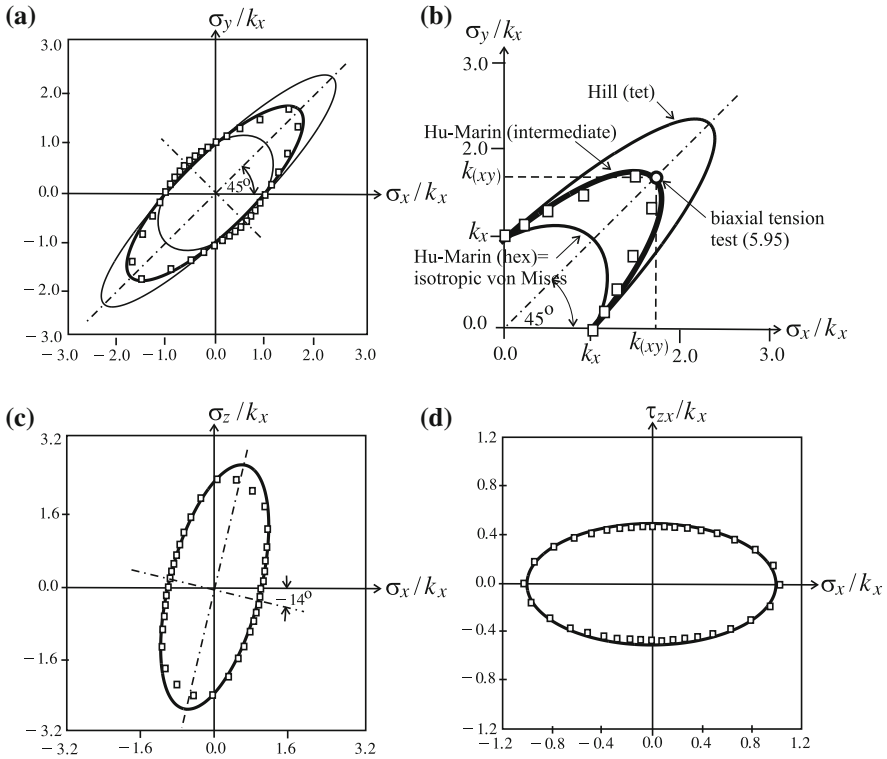 (a)
σy/kx
3.0
2.0
1.0
0.0
−1.0
−2.0
−3.0
45°
σx/kx
−3.0 −2.0 −1.0 0.0 1.0 2.0 3.0
(b)
σy/kx
3.0
2.0
k(xy)
kx
0.0
Hill (tet)
Hu-Marin (intermediate)
biaxial tension
test (5.95)
Hu-Marin (hex)=
isotropic von Mises
45°
σx/kx
0.0 kx k(xy) 2.0 3.0
(c)
σz/kx
3.2
1.6
0.0
−1.6
−3.2
−14°
σx/kx
−3.2 −1.6 0.0 1.6 3.2
(d)
τzx/kx
1.2
0.8
0.4
0.0
−0.4
−0.8
−1.2
σx/kx
−1.2 −0.8 −0.4 0.0 0.4 0.8 1.2